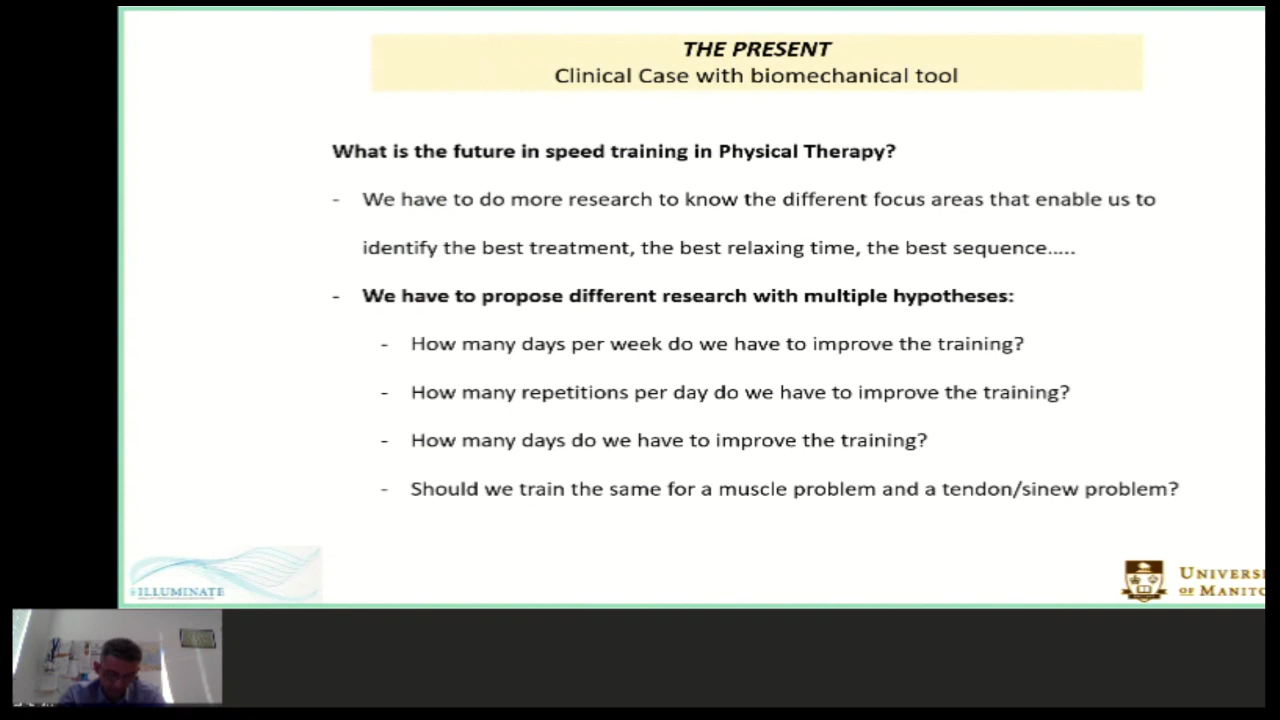 THE PRESENT
Clinical Case with biomechanical tool
What is the future in speed training in Physical Therapy?
- We have to do more research to know the different focus areas that enable us to
identify the best treatment, the best relaxing time, the best sequence.....
- We have to propose different research with multiple hypotheses:
- How many days per week do we have to improve the training?
- How many repetitions per day do we have to improve the training?
- How many days do we have to improve the training?
- Should we train the same for a muscle problem and a tendon/sinew problem?
ILLUMINATE
UNIVERSI
OF MANITO